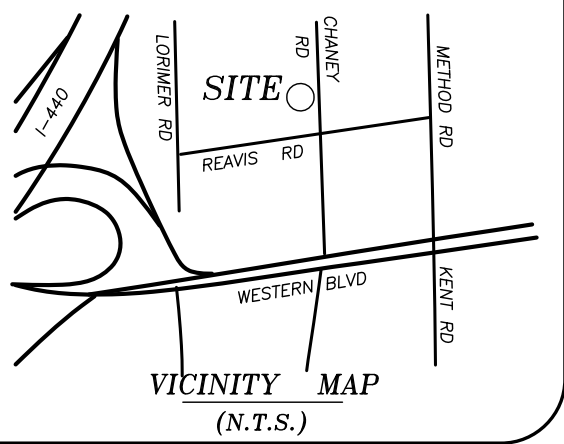 LORIMER RD
CHANEY
RD
METHOD RD
SITE
I-440
REAVIS RD
WESTERN BLVD
KENT RD
VICINITY MAP
(N.T.S.)